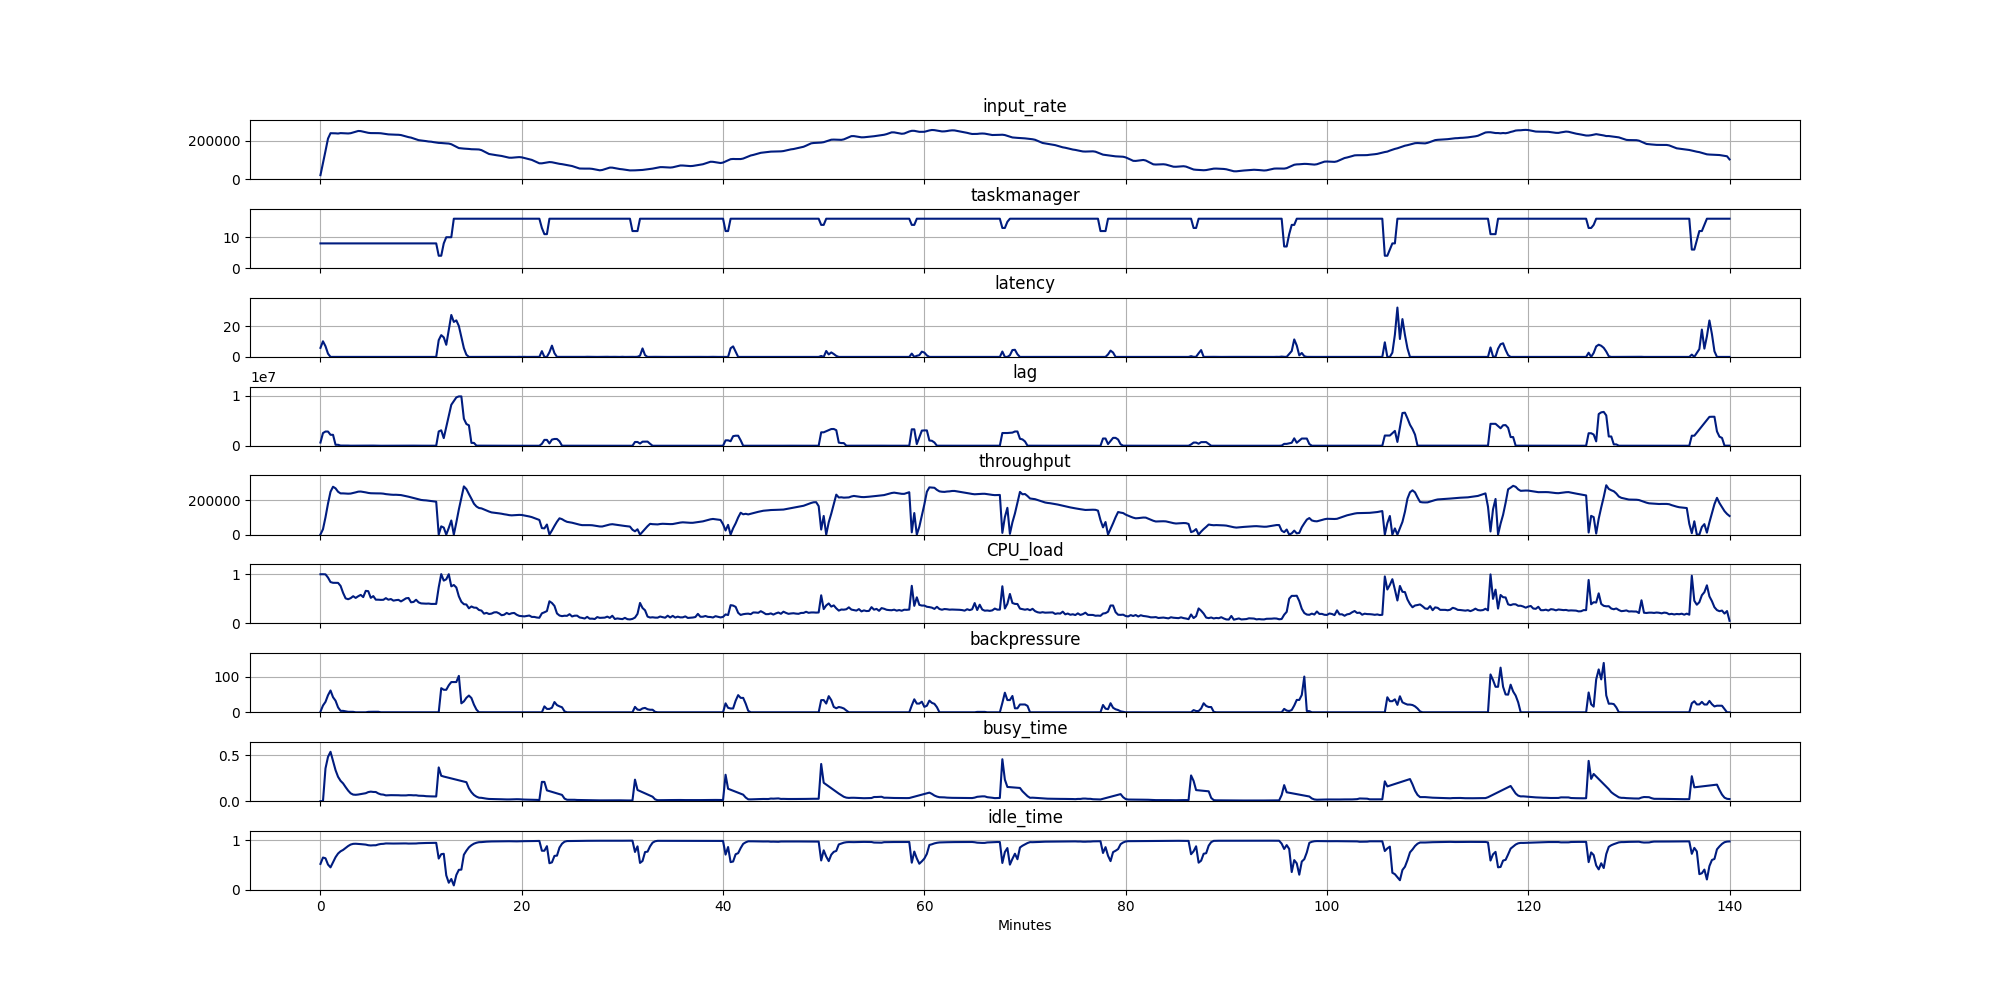 input_rate
200000
0
taskmanager
10
0
latency
20
0
1e7
lag
1
0
throughput
200000
0
CPU_load
1
0
backpressure
100
0
busy_time
0.5
0.0
idle_time
1
0
0 20 40 60 80 100 120 140
Minutes